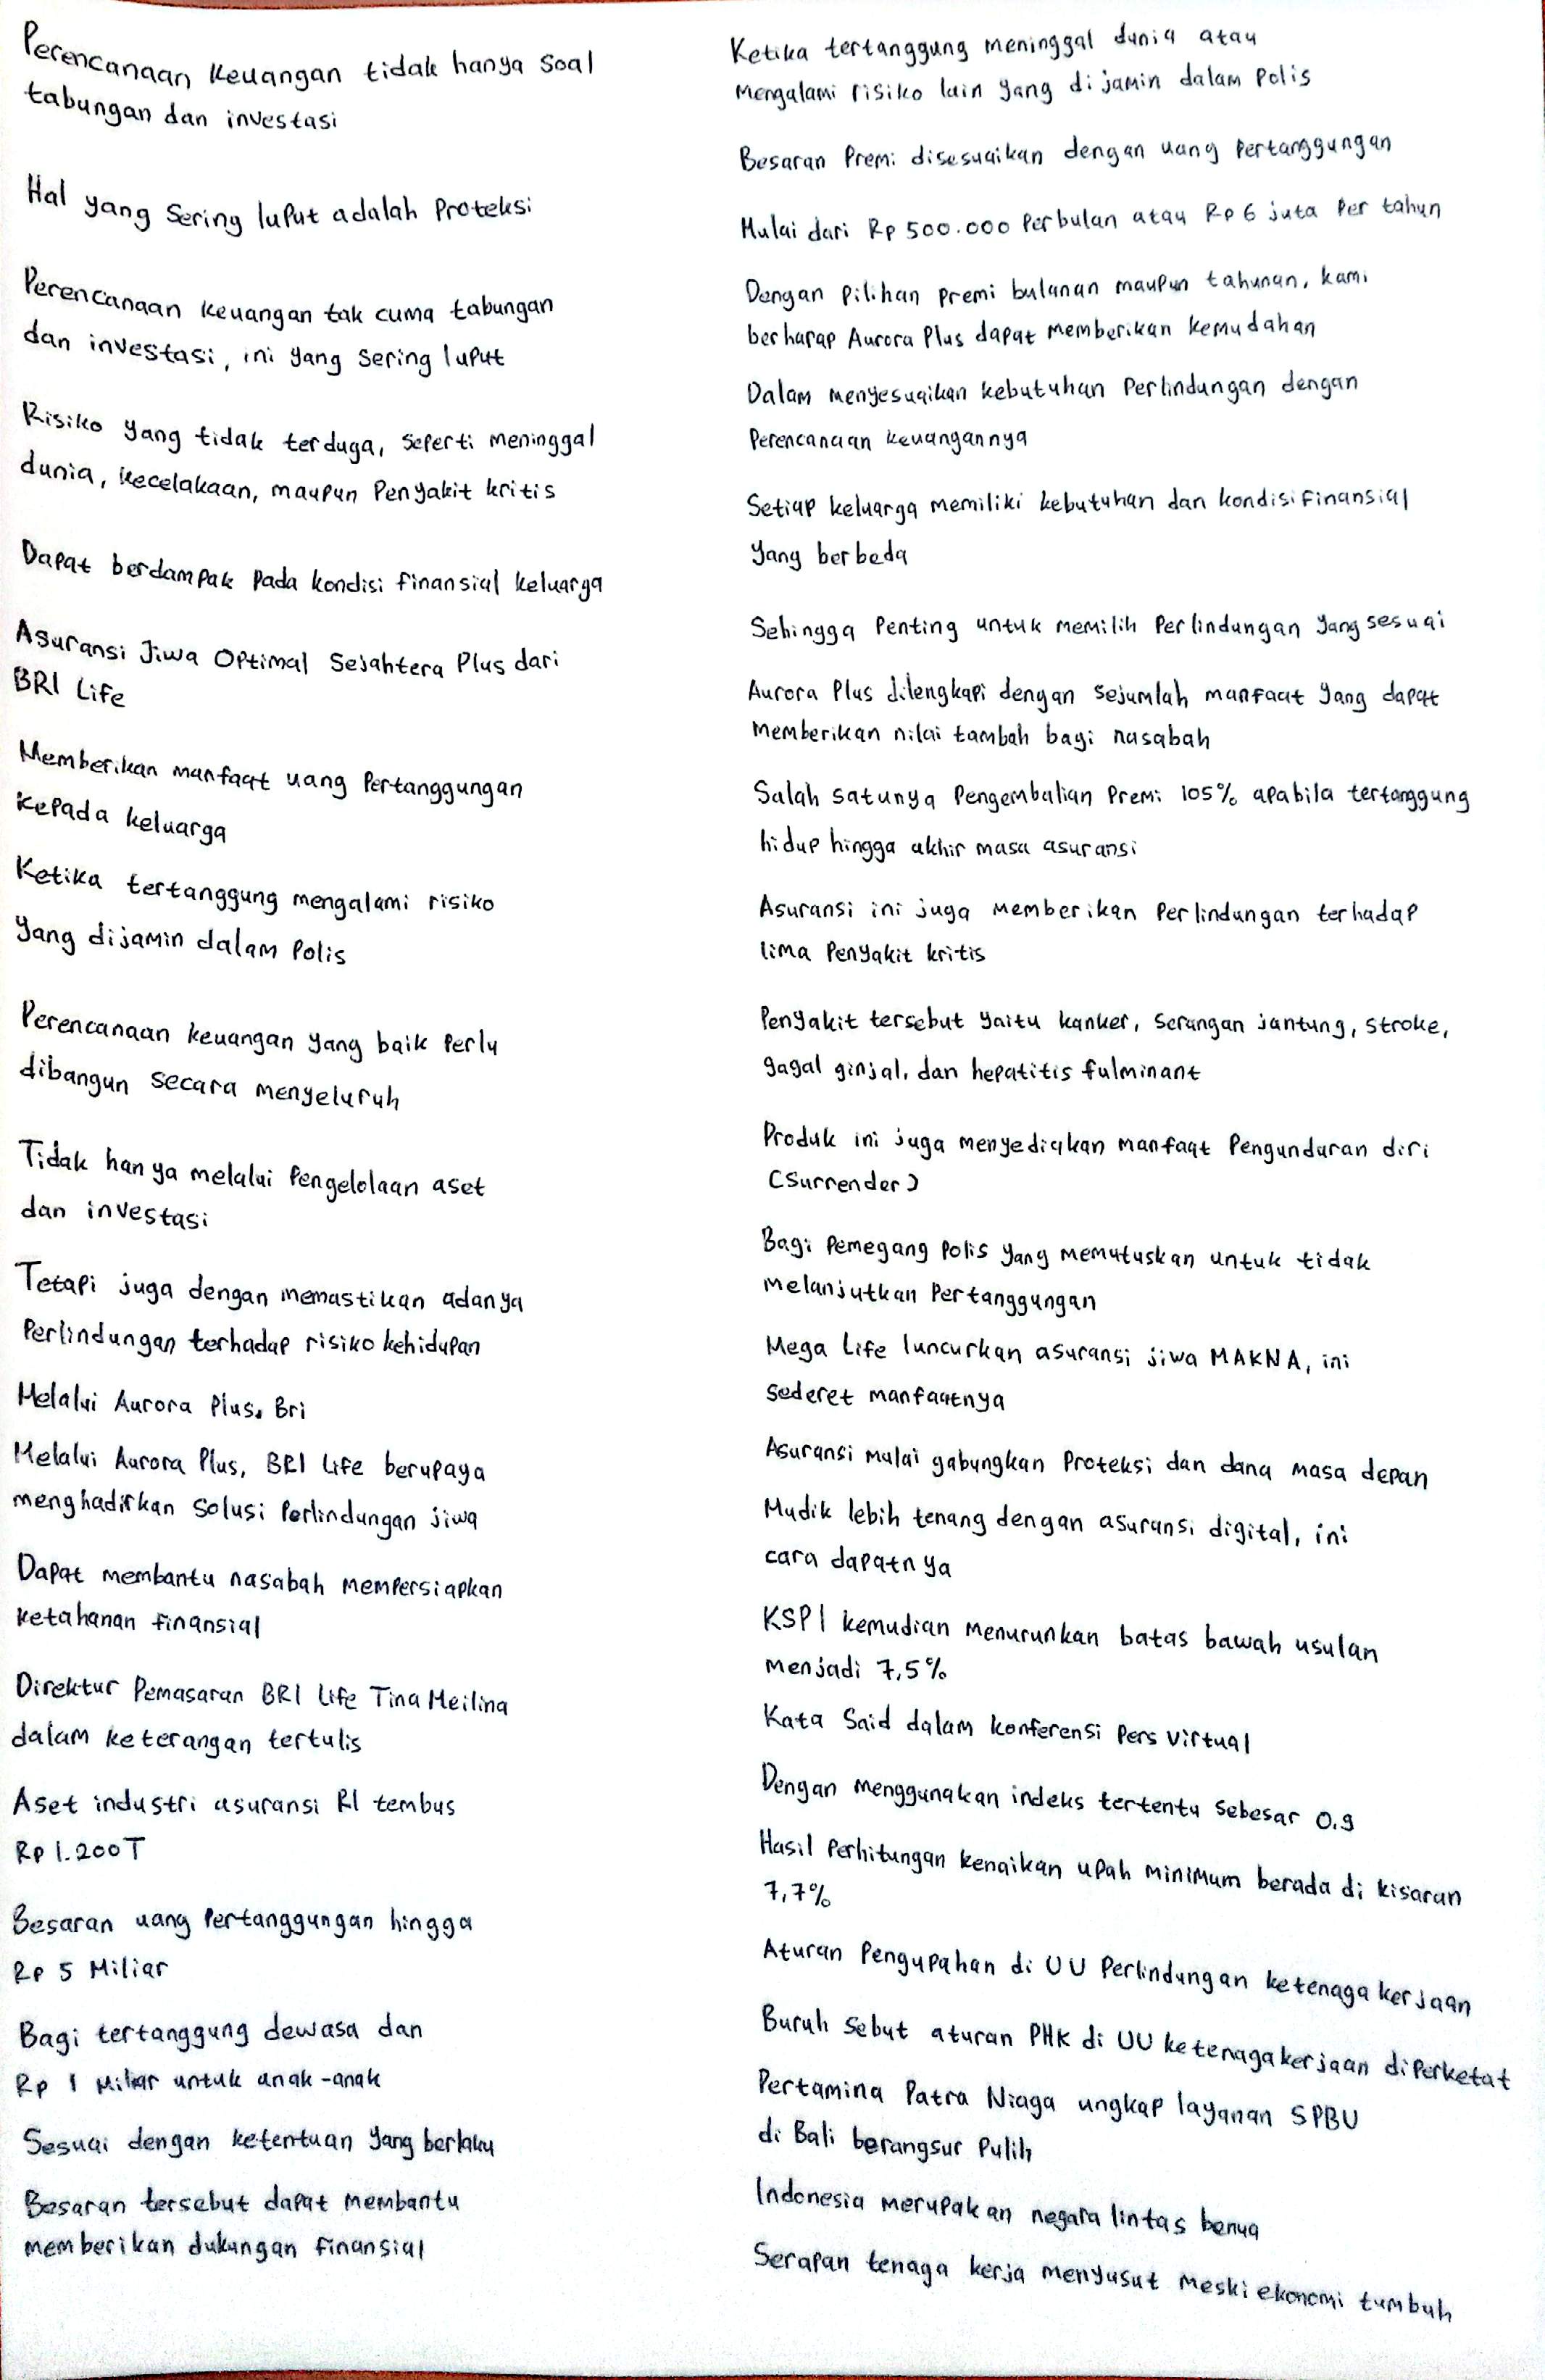 Perencanaan keuangan tidak hanya soal
tabungan dan investasi
Hal yang sering luput adalah proteksi
Perencanaan keuangan tak cuma tabungan
dan investasi, ini yang sering luput
Risiko yang tidak terduga, seperti meninggal
dunia, kecelakaan, maupun penyakit kritis
Dapat berdampak pada kondisi finansial keluarga
Asuransi Jiwa Optimal Sejahtera Plus dari
BRI Life
Memberikan manfaat uang pertanggungan
kepada keluarga
Ketika tertanggung mengalami risiko
yang dijamin dalam polis
Perencanaan keuangan yang baik perlu
dibangun secara menyeluruh
Tidak hanya melalui pengelolaan aset
dan investasi
Tetapi juga dengan memastikan adanya
Perlindungan terhadap risiko kehidupan
Melalui Aurora Plus, Bri
Melalui Aurora Plus, BRI Life berupaya
menghadirkan solusi perlindungan jiwa
Dapat membantu nasabah mempersiapkan
ketahanan finansial
Direktur Pemasaran BRI Life Tina Meilina
dalam keterangan tertulis
Aset industri asuransi RI tembus
Rp 1.200T
Besaran uang pertanggungan hingga
Rp 5 Miliar
Bagi tertanggung dewasa dan
Rp 1 Miliar untuk anak-anak
Sesuai dengan ketentuan yang berlaku
Besaran tersebut dapat membantu
memberikan dukungan finansial
Ketika tertanggung meninggal dunia atau
mengalami risiko lain yang dijamin dalam polis
Besaran Premi disesuaikan dengan uang pertanggungan
Mulai dari Rp 500.000 perbulan atau Rp 6 juta per tahun
Dengan pilihan premi bulanan maupun tahunan, kami
berharap Aurora Plus dapat memberikan kemudahan
Dalam menyesuaikan kebutuhan perlindungan dengan
Perencanaan keuangannya
Setiap keluarga memiliki kebutuhan dan kondisi finansial
yang berbeda
Sehingga penting untuk memilih perlindungan yang sesuai
Aurora Plus dilengkapi dengan sejumlah manfaat yang dapat
memberikan nilai tambah bagi nasabah
Salah satunya pengembalian premi 105% apabila tertanggung
hidup hingga akhir masa asuransi
Asuransi ini juga memberikan perlindungan terhadap
lima penyakit kritis
Penyakit tersebut yaitu kanker, serangan jantung, stroke,
gagal ginjal, dan hepatitis fulminant
Produk ini juga menyediakan manfaat pengunduran diri
(surrender)
Bagi pemegang polis yang memutuskan untuk tidak
melanjutkan pertanggungan
Mega Life luncurkan asuransi jiwa MAKNA, ini
sederet manfaatnya
Asuransi mulai gabungkan proteksi dan dana masa depan
Mudik lebih tenang dengan asuransi digital, ini
cara dapatnya
KSPI kemudian menurunkan batas bawah usulan
menjadi 7,5%
Kata Said dalam konferensi pers virtual
Dengan menggunakan indeks tertentu sebesar 0.9
Hasil perhitungan kenaikan upah minimum berada di kisaran
7,7%
Aturan pengupahan di UU Perlindungan ketenagakerjaan
Buruh sebut aturan PHK di UU ketenagakerjaan diperketat
Pertamina Patra Niaga ungkap layanan SPBU
di Bali berangsur pulih
Indonesia merupakan negara lintas benua
Serapan tenaga kerja menyusut meski ekonomi tumbuh